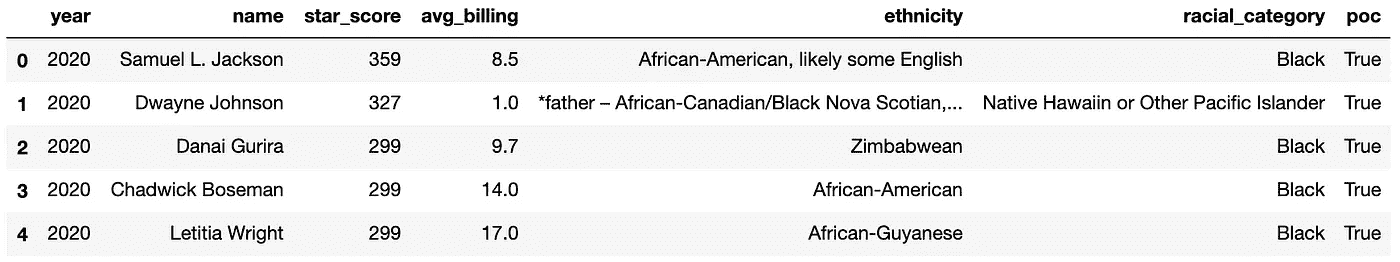 year name star_score avg_billing ethnicity racial_category poc
0 2020 Samuel L. Jackson 359 8.5 African-American, likely some English Black True
1 2020 Dwayne Johnson 327 1.0 *father – African-Canadian/Black Nova Scotian,... Native Hawaiin or Other Pacific Islander True
2 2020 Danai Gurira 299 9.7 Zimbabwean Black True
3 2020 Chadwick Boseman 299 14.0 African-American Black True
4 2020 Letitia Wright 299 17.0 African-Guyanese Black True